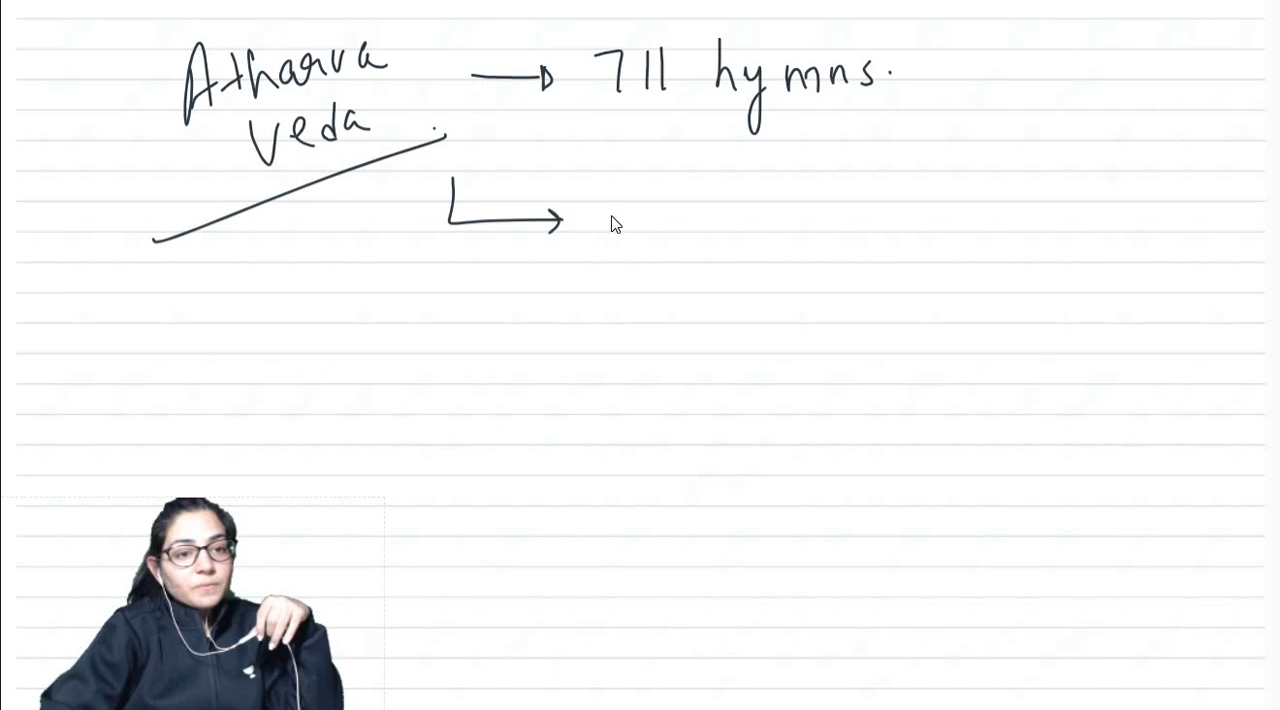 Atharva → 711 hymns.
Veda